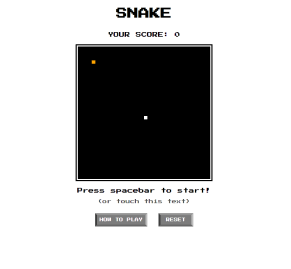 SNAKE
YOUR SCORE: 0
Press spacebar to start!
(or touch this text)
HOW TO PLAY
RESET